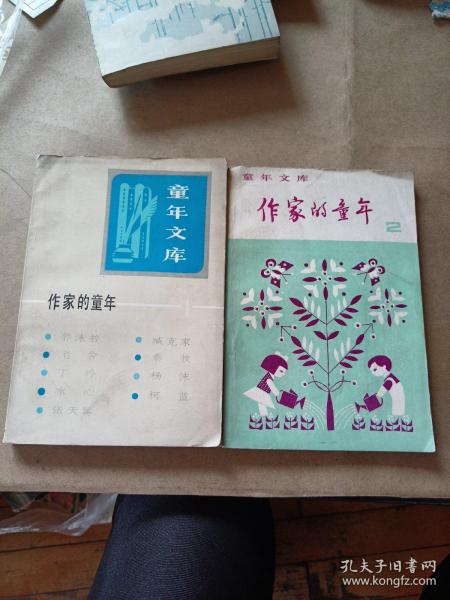 童年文库
作家的童年
1
郭沫若
老舍
丁玲
冰心
张天翼
臧克家
秦牧
杨沫
柯蓝
童年文库
作家的童年
2
孔夫子旧书网
www.kongfz.com